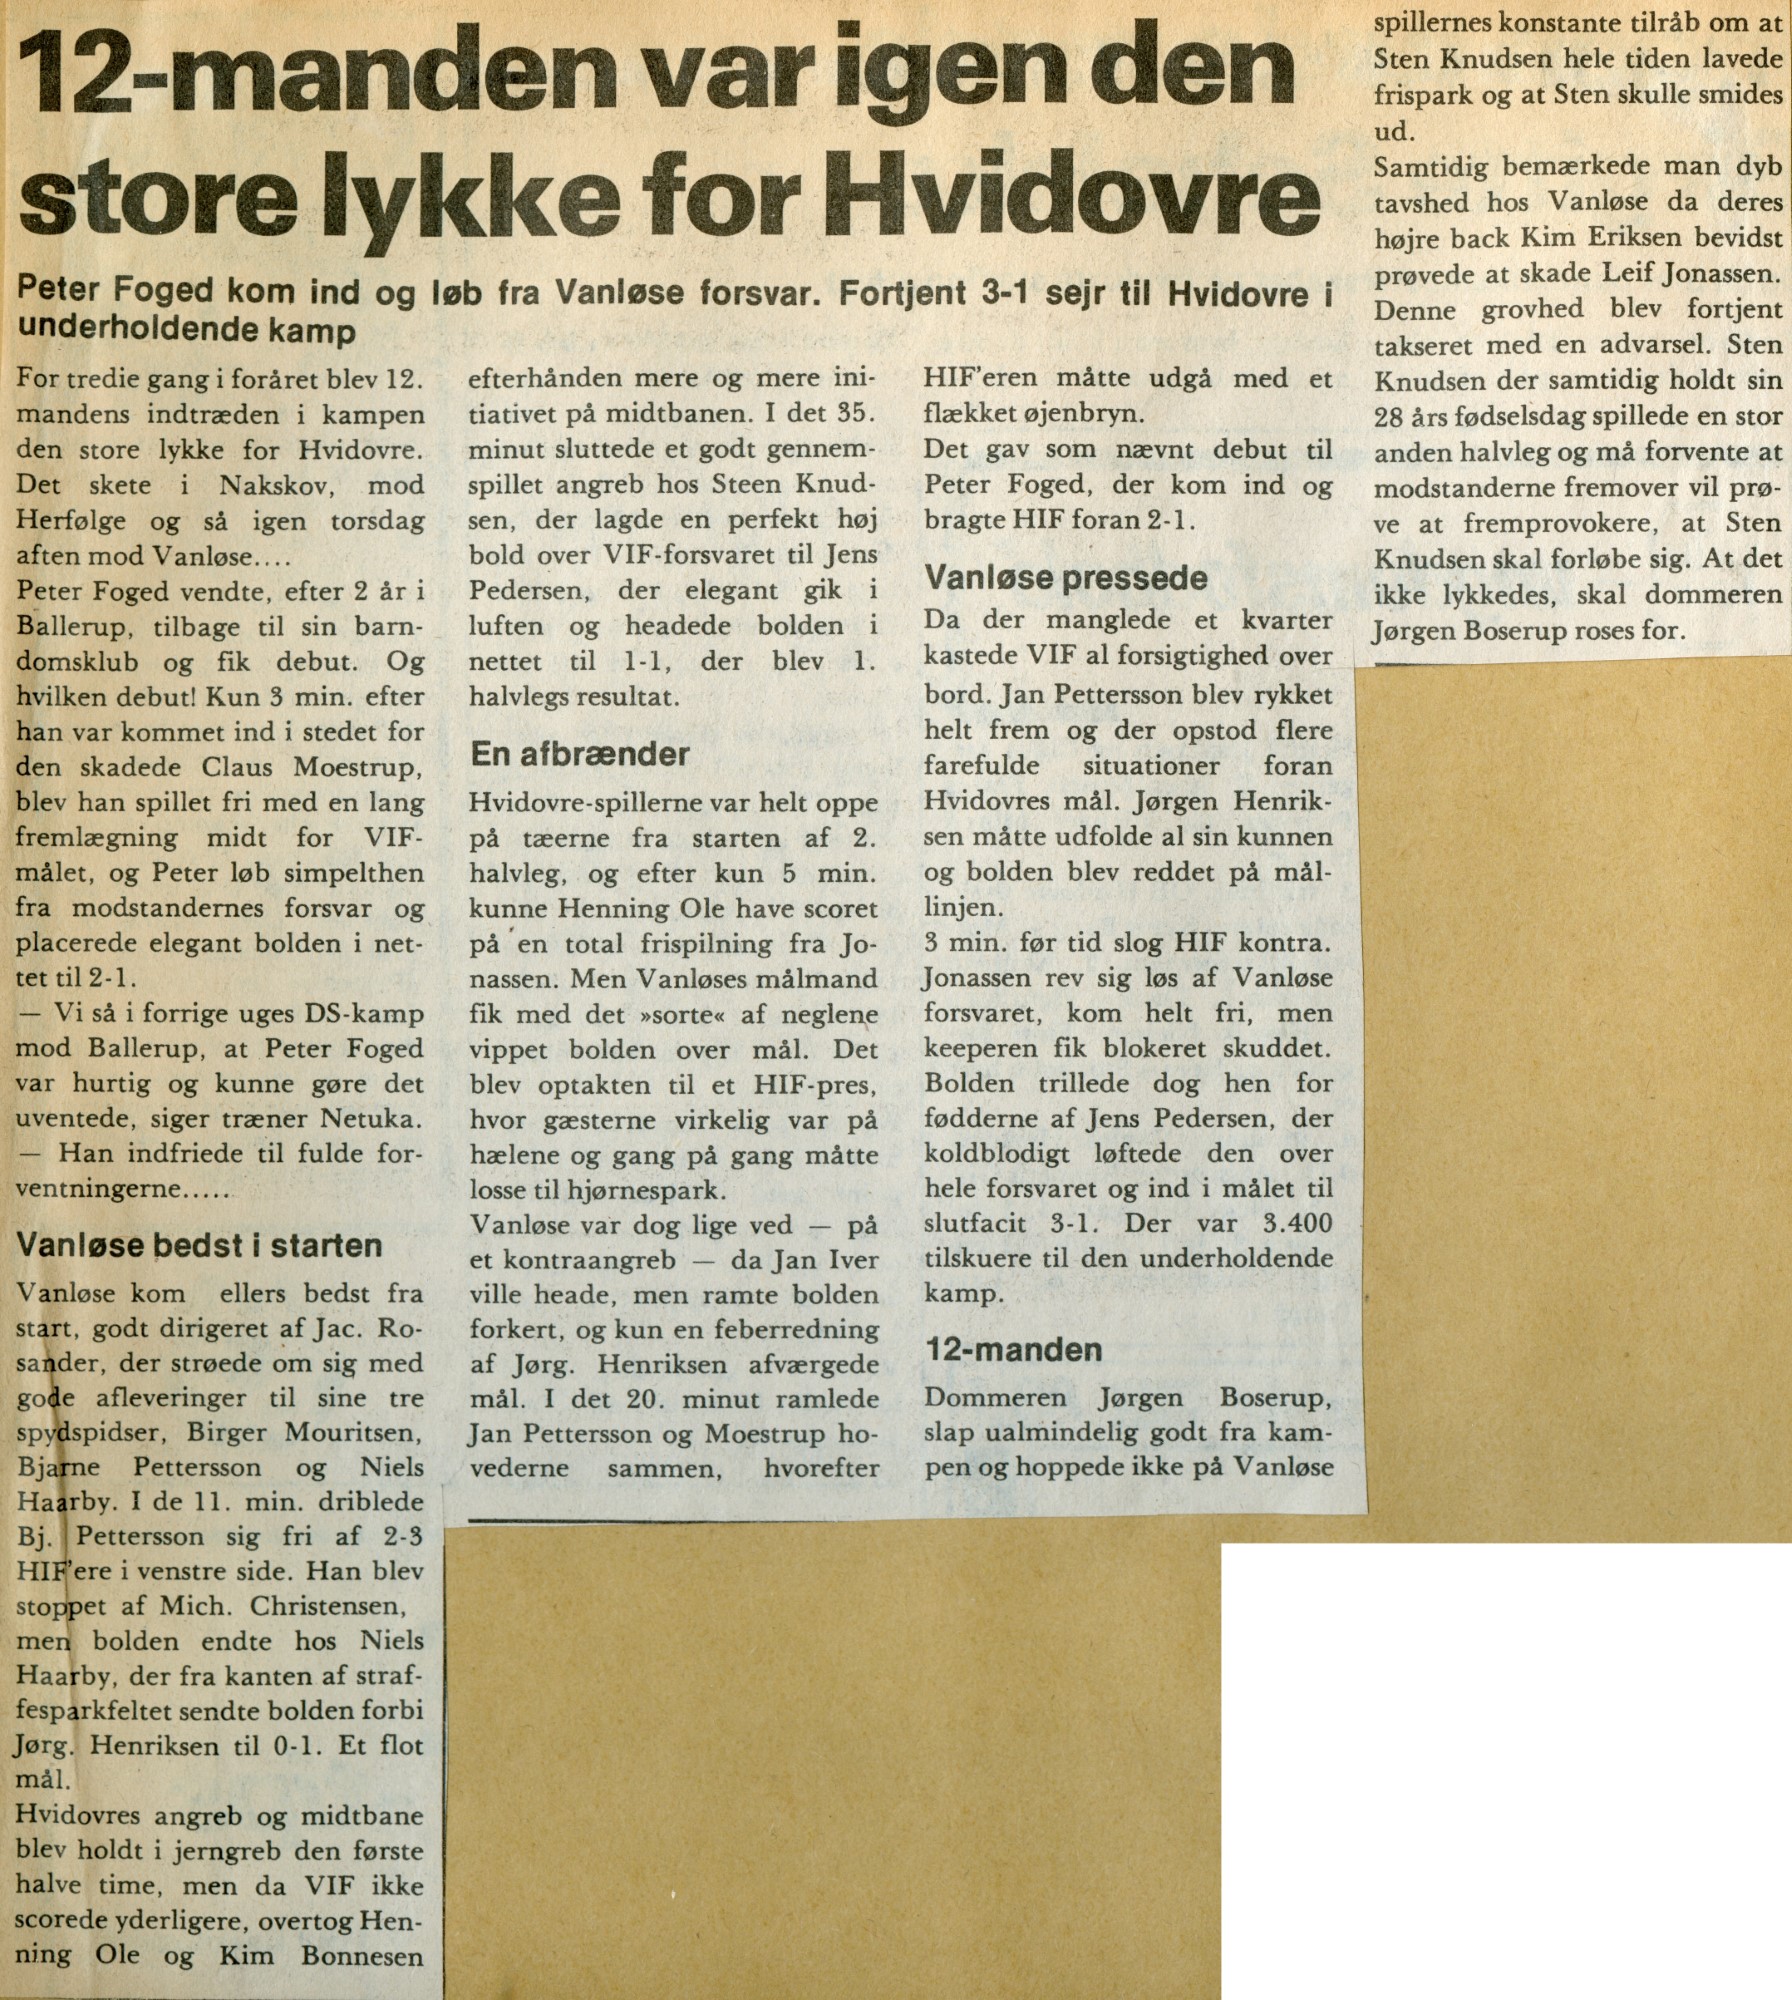 12-manden var igen den
store lykke for Hvidovre
Peter Foged kom ind og løb fra Vanløse forsvar. Fortjent 3-1 sejr til Hvidovre i
underholdende kamp
For tredie gang i foråret blev 12.
mandens indtræden i kampen
den store lykke for Hvidovre.
Det skete i Nakskov, mod
Herfølge og så igen torsdag
aften mod Vanløse....
Peter Foged vendte, efter 2 år i
Ballerup, tilbage til sin barn-
domsklub og fik debut. Og
hvilken debut! Kun 3 min. efter
han var kommet ind i stedet for
den skadede Claus Moestrup,
blev han spillet fri med en lang
fremlægning midt for VIF-
målet, og Peter løb simpelthen
fra modstandernes forsvar og
placerede elegant bolden i net-
tet til 2-1.
— Vi så i forrige uges DS-kamp
mod Ballerup, at Peter Foged
var hurtig og kunne gøre det
uventede, siger træner Netuka.
— Han indfriede til fulde for-
ventningerne.....
Vanløse bedst i starten
Vanløse kom ellers bedst fra
start, godt dirigeret af Jac. Ro-
sander, der strøede om sig med
gode afleveringer til sine tre
spydspidser, Birger Mouritsen,
Bjarne Pettersson og Niels
Haarby. I de 11. min. driblede
Bj. Pettersson sig fri af 2-3
HIF'ere i venstre side. Han blev
stoppet af Mich. Christensen,
men bolden endte hos Niels
Haarby, der fra kanten af straf-
fesparkfeltet sendte bolden forbi
Jørg. Henriksen til 0-1. Et flot
mål.
Hvidovres angreb og midtbane
blev holdt i jerngreb den første
halve time, men da VIF ikke
scorede yderligere, overtog Hen-
ning Ole og Kim Bonnesen
efterhånden mere og mere ini-
tiativet på midtbanen. I det 35.
minut sluttede et godt gennem-
spillet angreb hos Steen Knud-
sen, der lagde en perfekt høj
bold over VIF-forsvaret til Jens
Pedersen, der elegant gik i
luften og headede bolden i
nettet til 1-1, der blev 1.
halvlegs resultat.
En afbrænder
Hvidovre-spillerne var helt oppe
på tæerne fra starten af 2.
halvleg, og efter kun 5 min.
kunne Henning Ole have scoret
på en total frispilning fra Jo-
nassen. Men Vanløses målmand
fik med det »sorte« af neglene
vippet bolden over mål. Det
blev optakten til et HIF-pres,
hvor gæsterne virkelig var på
hælene og gang på gang måtte
losse til hjørnespark.
Vanløse var dog lige ved — på
et kontraangreb — da Jan Iver
ville heade, men ramte bolden
forkert, og kun en feberredning
af Jørg. Henriksen afværgede
mål. I det 20. minut ramlede
Jan Pettersson og Moestrup ho-
vederne sammen, hvorefter
HIF'eren måtte udgå med et
flækket øjenbryn.
Det gav som nævnt debut til
Peter Foged, der kom ind og
bragte HIF foran 2-1.
Vanløse pressede
Da der manglede et kvarter
kastede VIF al forsigtighed over
bord. Jan Pettersson blev rykket
helt frem og der opstod flere
farefulde situationer foran
Hvidovres mål. Jørgen Henrik-
sen måtte udfolde al sin kunnen
og bolden blev reddet på mål-
linjen.
3 min. før tid slog HIF kontra.
Jonassen rev sig løs af Vanløse
forsvaret, kom helt fri, men
keeperen fik blokeret skuddet.
Bolden trillede dog hen for
fødderne af Jens Pedersen, der
koldblodigt løftede den over
hele forsvaret og ind i målet til
slutfacit 3-1. Der var 3.400
tilskuere til den underholdende
kamp.
12-manden
Dommeren Jørgen Boserup,
slap ualmindelig godt fra kam-
pen og hoppede ikke på Vanløse
spillernes konstante tilråb om at
Sten Knudsen hele tiden lavede
frispark og at Sten skulle smides
ud.
Samtidig bemærkede man dyb
tavshed hos Vanløse da deres
højre back Kim Eriksen bevidst
prøvede at skade Leif Jonassen.
Denne grovhed blev fortjent
takseret med en advarsel. Sten
Knudsen der samtidig holdt sin
28 års fødselsdag spillede en stor
anden halvleg og må forvente at
modstanderne fremover vil prø-
ve at fremprovokere, at Sten
Knudsen skal forløbe sig. At det
ikke lykkedes, skal dommeren
Jørgen Boserup roses for.